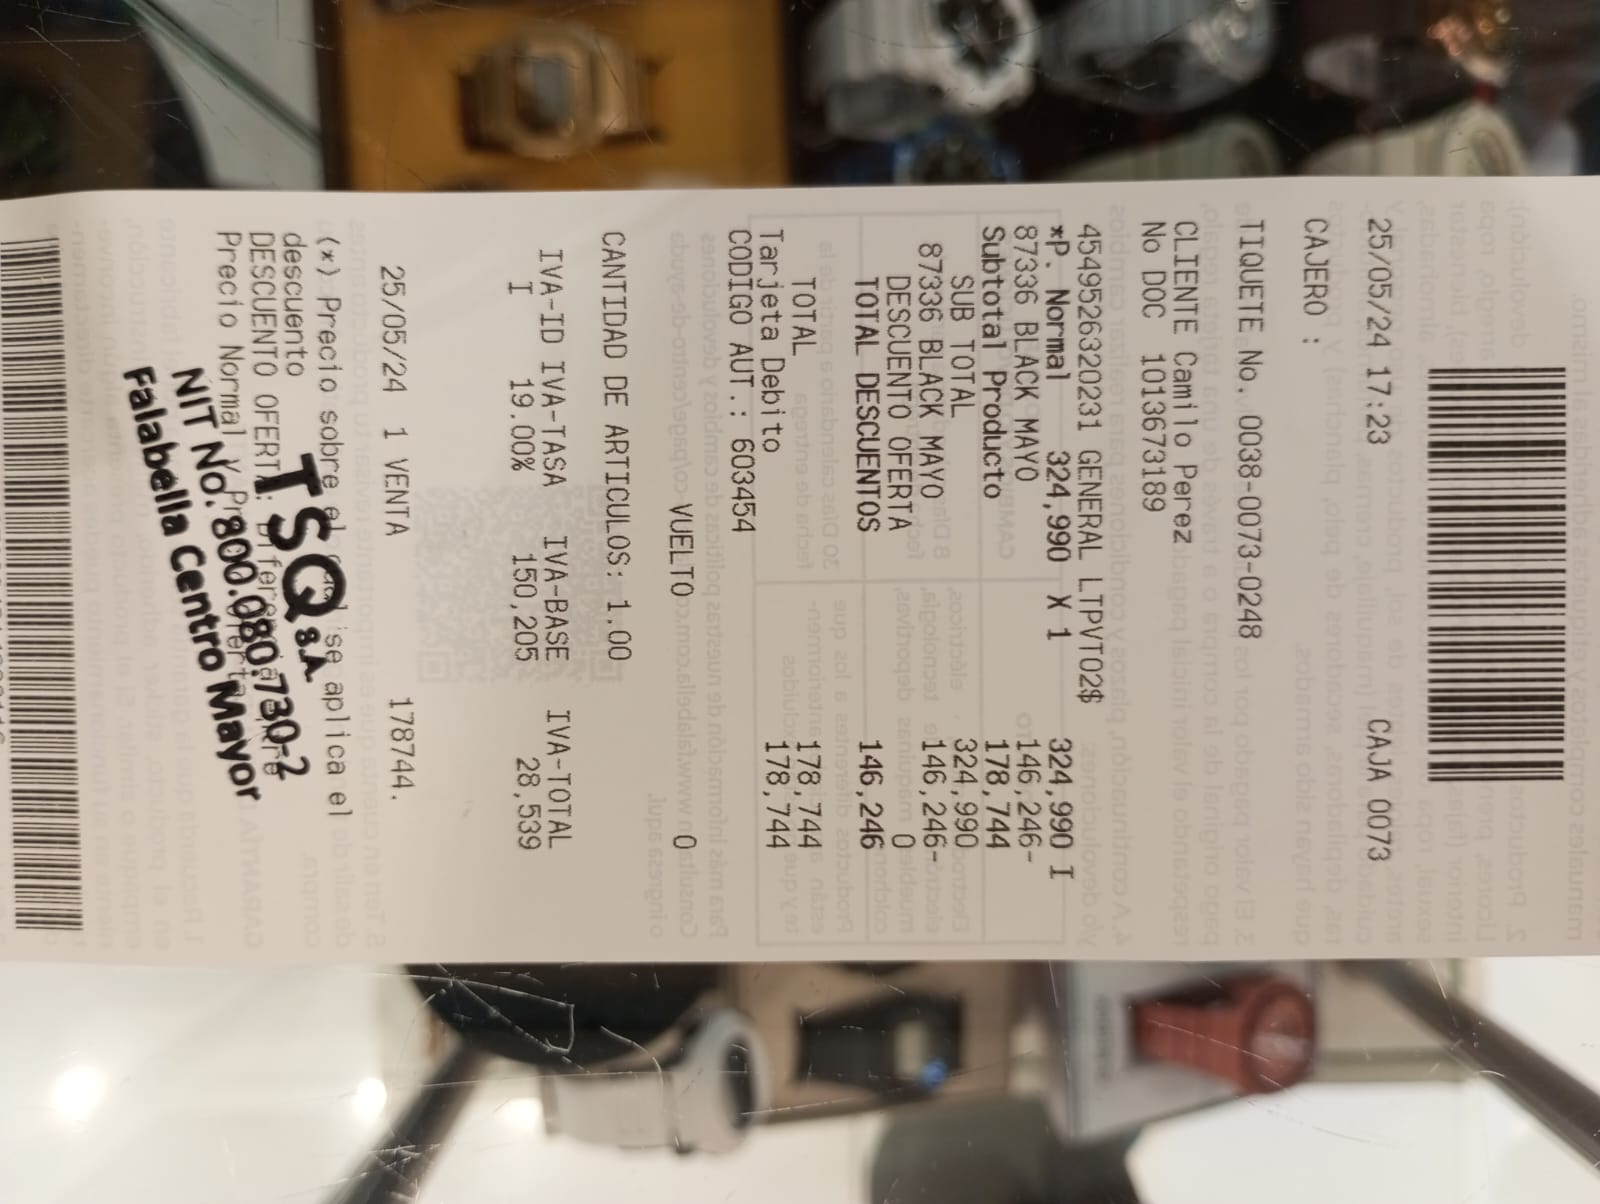 25/05/24 17:23 CAJA 0073
CAJERO :
TIQUETE No. 0038-0073-0248
CLIENTE Camilo Perez
No DOC 1013673189
4549526320231 GENERAL LTPVT02$
*P. Normal 324,990 X 1 324,990 I
87336 BLACK MAYO 146,246-
Subtotal Producto 178,744
SUB TOTAL 324,990
87336 BLACK MAYO 146,246-
DESCUENTO OFERTA 0
TOTAL DESCUENTOS 146,246
TOTAL 178,744
Tarjeta Debito 178,744
CODIGO AUT.: 603454
VUELTO 0
CANTIDAD DE ARTICULOS: 1.00
IVA-ID IVA-TASA IVA-BASE IVA-TOTAL
I 19.00% 150,205 28,539
25/05/24 1 VENTA 178744.
(*) Precio sobre el cual se aplica el
descuento
DESCUENTO OFERTA: Diferencia entre
Precio Normal y Precio Oferta
TSQ S.A.
NIT No. 800.080.730-2
Falabella Centro Mayor